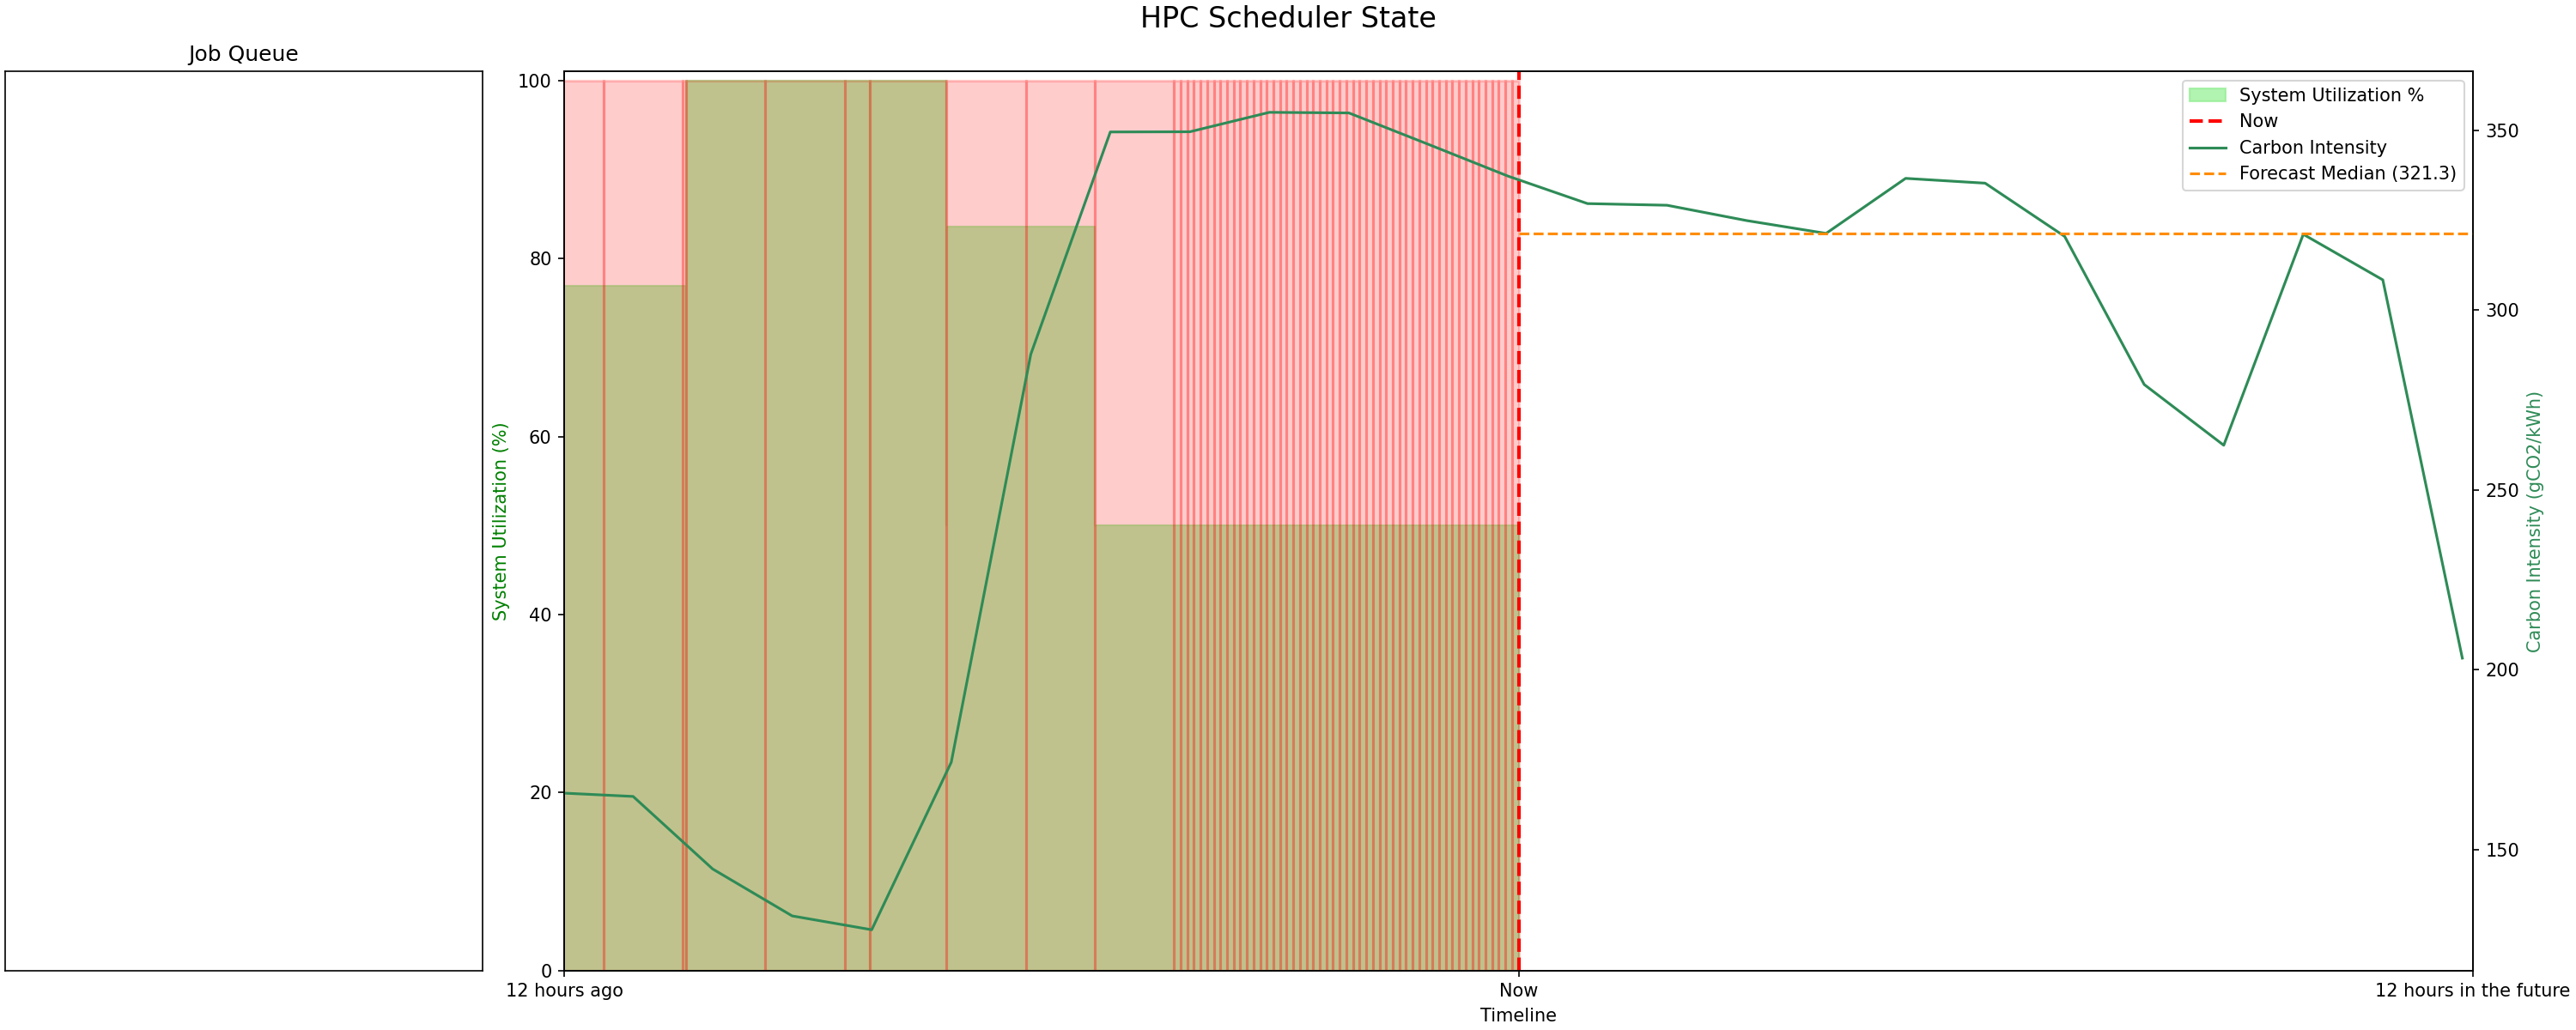 HPC Scheduler State
Job Queue
System Utilization (%)
100
80
60
40
20
0
System Utilization %
Now
Carbon Intensity
Forecast Median (321.3)
350
300
250
200
150
Carbon Intensity (gCO2/kWh)
12 hours ago
Now
12 hours in the future
Timeline